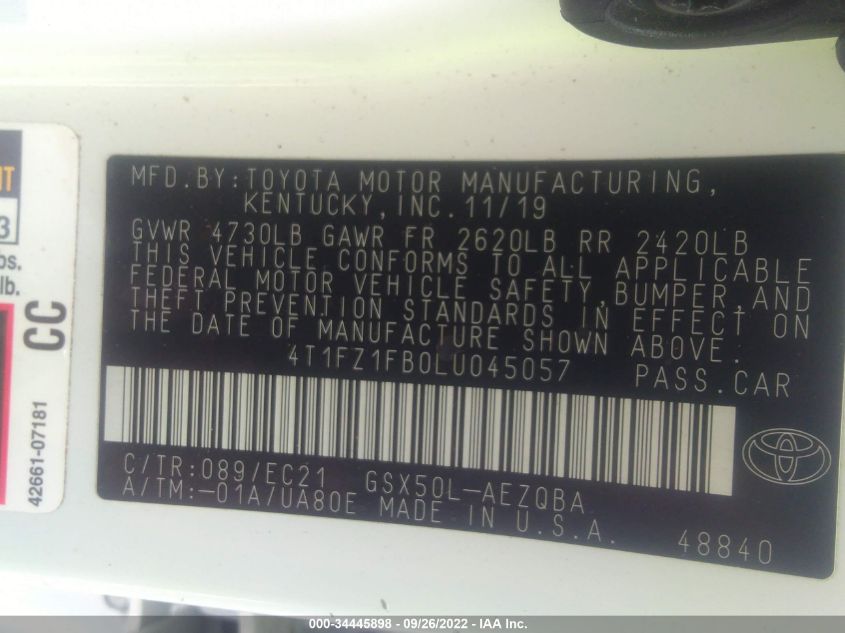 MFD.BY:TOYOTA MOTOR MANUFACTURING,
KENTUCKY,INC.11/19
GVWR 4730LB GAWR FR 2620LB RR 2420LB
THIS VEHICLE CONFORMS TO ALL APPLICABLE
FEDERAL MOTOR VEHICLE SAFETY,BUMPER,AND
THEFT PREVENTION STANDARDS IN EFFECT ON
THE DATE OF MANUFACTURE SHOWN ABOVE.
4T1FZ1FB0LU045057 PASS.CAR
C/TR:089/EC21 GSX50L-AEZQBA
A/TM:-01A/UA80E MADE IN U.S.A.
48840
3
lb.
CC
42661-07181
000-34445898 - 09/26/2022 - IAA Inc.